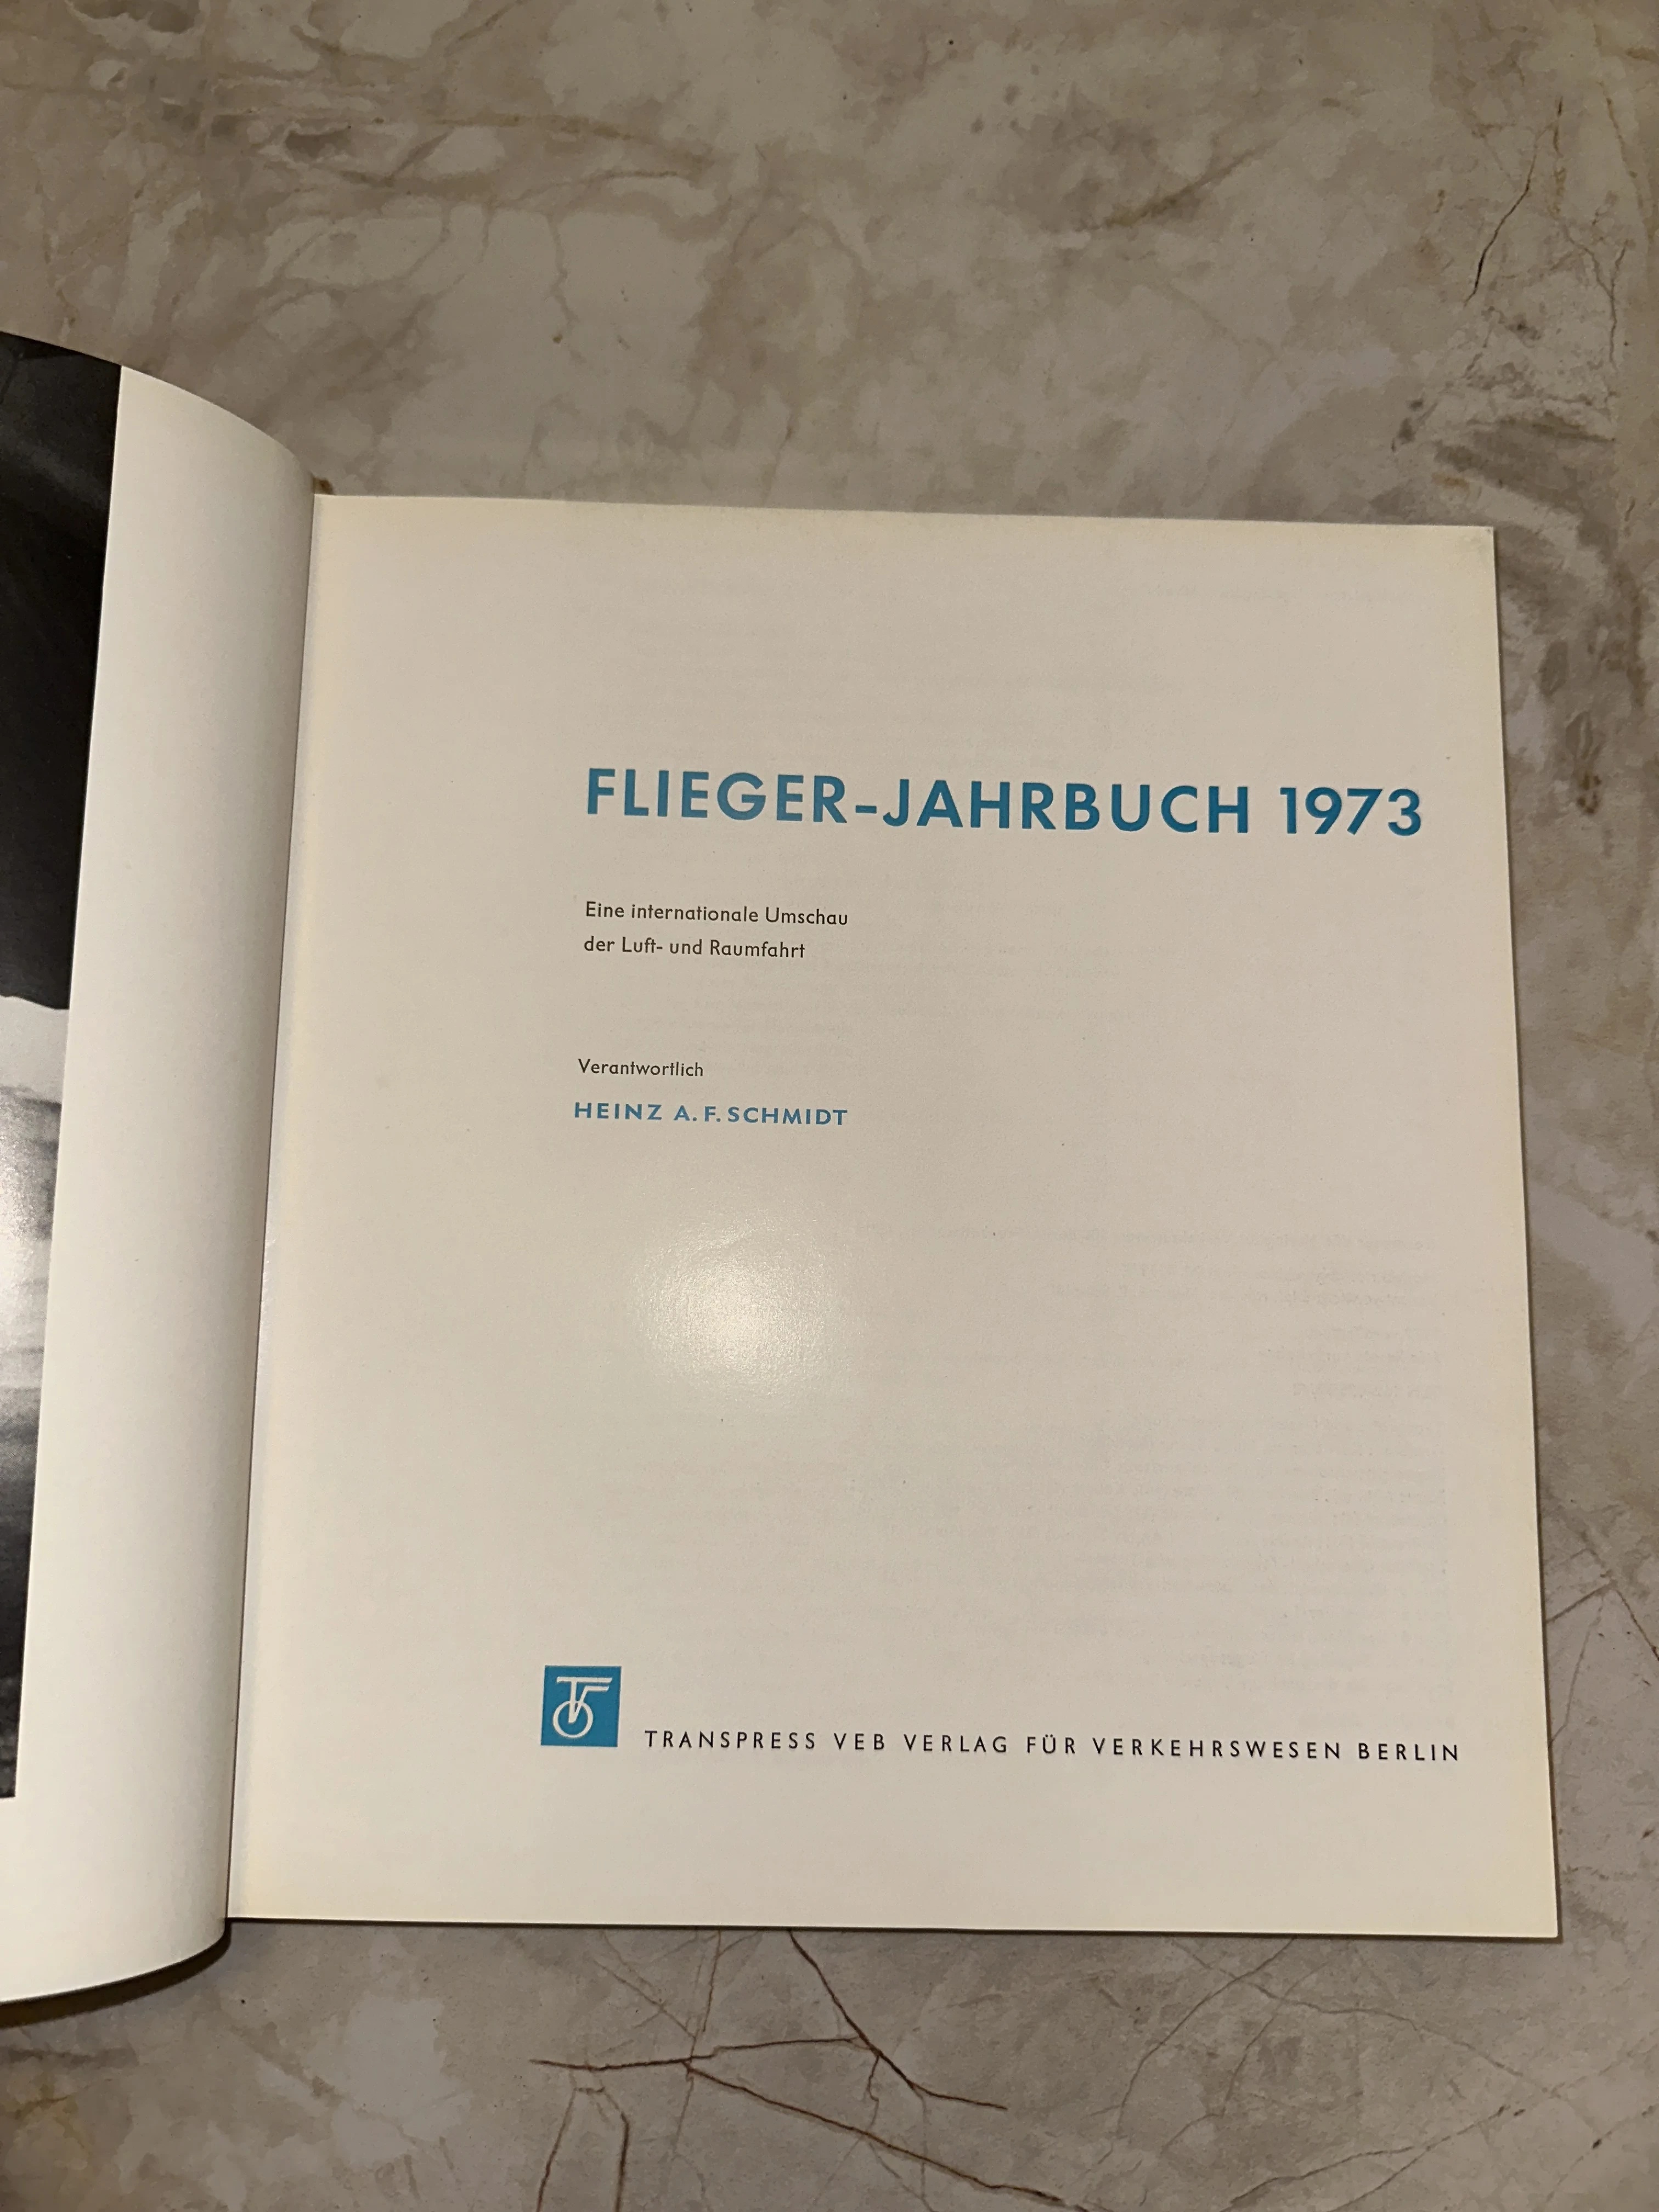 FLIEGER-JAHRBUCH 1973
Eine internationale Umschau
der Luft- und Raumfahrt
Verantwortlich
HEINZ A. F. SCHMIDT
TRANSPRESS VEB VERLAG FÜR VERKEHRSWESEN BERLIN